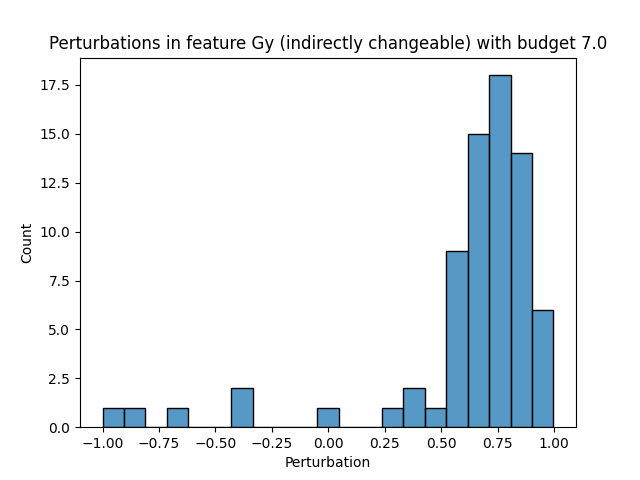 Perturbations in feature Gy (indirectly changeable) with budget 7.0
17.5
15.0
12.5
10.0
7.5
5.0
2.5
0.0
Count
−1.00 −0.75 −0.50 −0.25 0.00 0.25 0.50 0.75 1.00
Perturbation